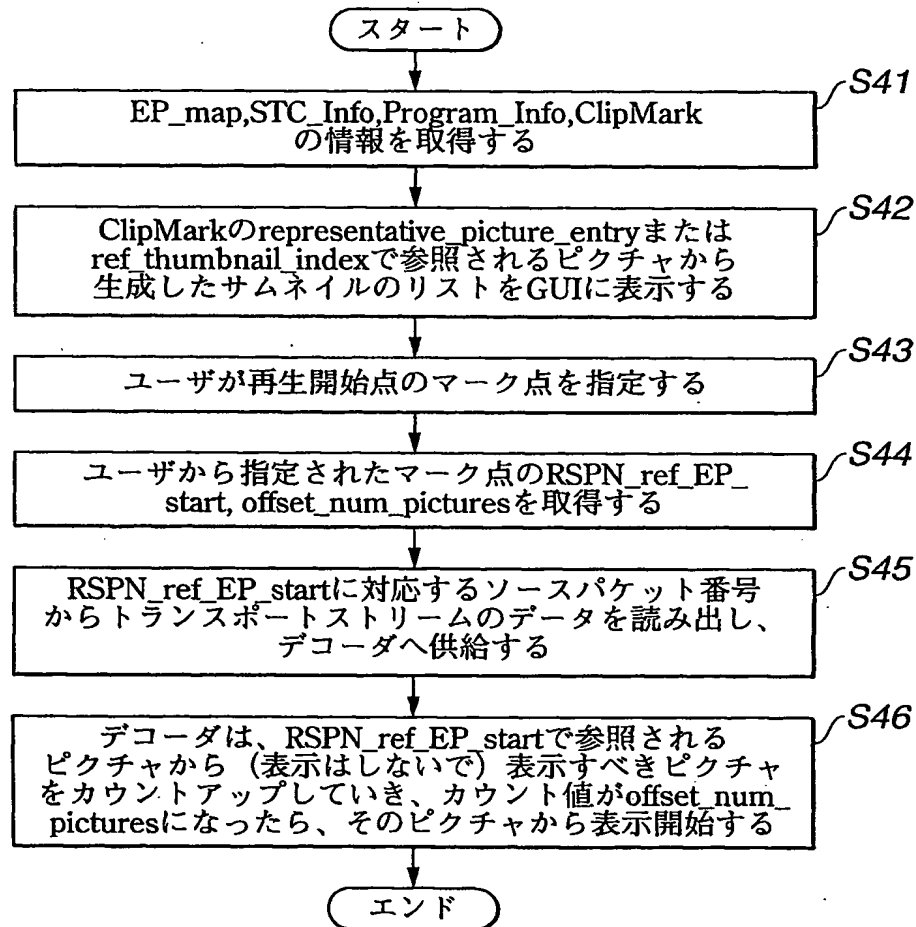 スタート
S41
EP_map,STC_Info,Program_Info,ClipMark
の情報を取得する
S42
ClipMarkのrepresentative_picture_entryまたは
ref_thumbnail_indexで参照されるピクチャから
生成したサムネイルのリストをGUIに表示する
S43
ユーザが再生開始点のマーク点を指定する
S44
ユーザから指定されたマーク点のRSPN_ref_EP_
start, offset_num_picturesを取得する
S45
RSPN_ref_EP_startに対応するソースパケット番号
からトランスポートストリームのデータを読み出し、
デコーダへ供給する
S46
デコーダは、RSPN_ref_EP_startで参照される
ピクチャから（表示はしないで）表示すべきピクチャ
をカウントアップしていき、カウント値がoffset_num_
picturesになったら、そのピクチャから表示開始する
エンド